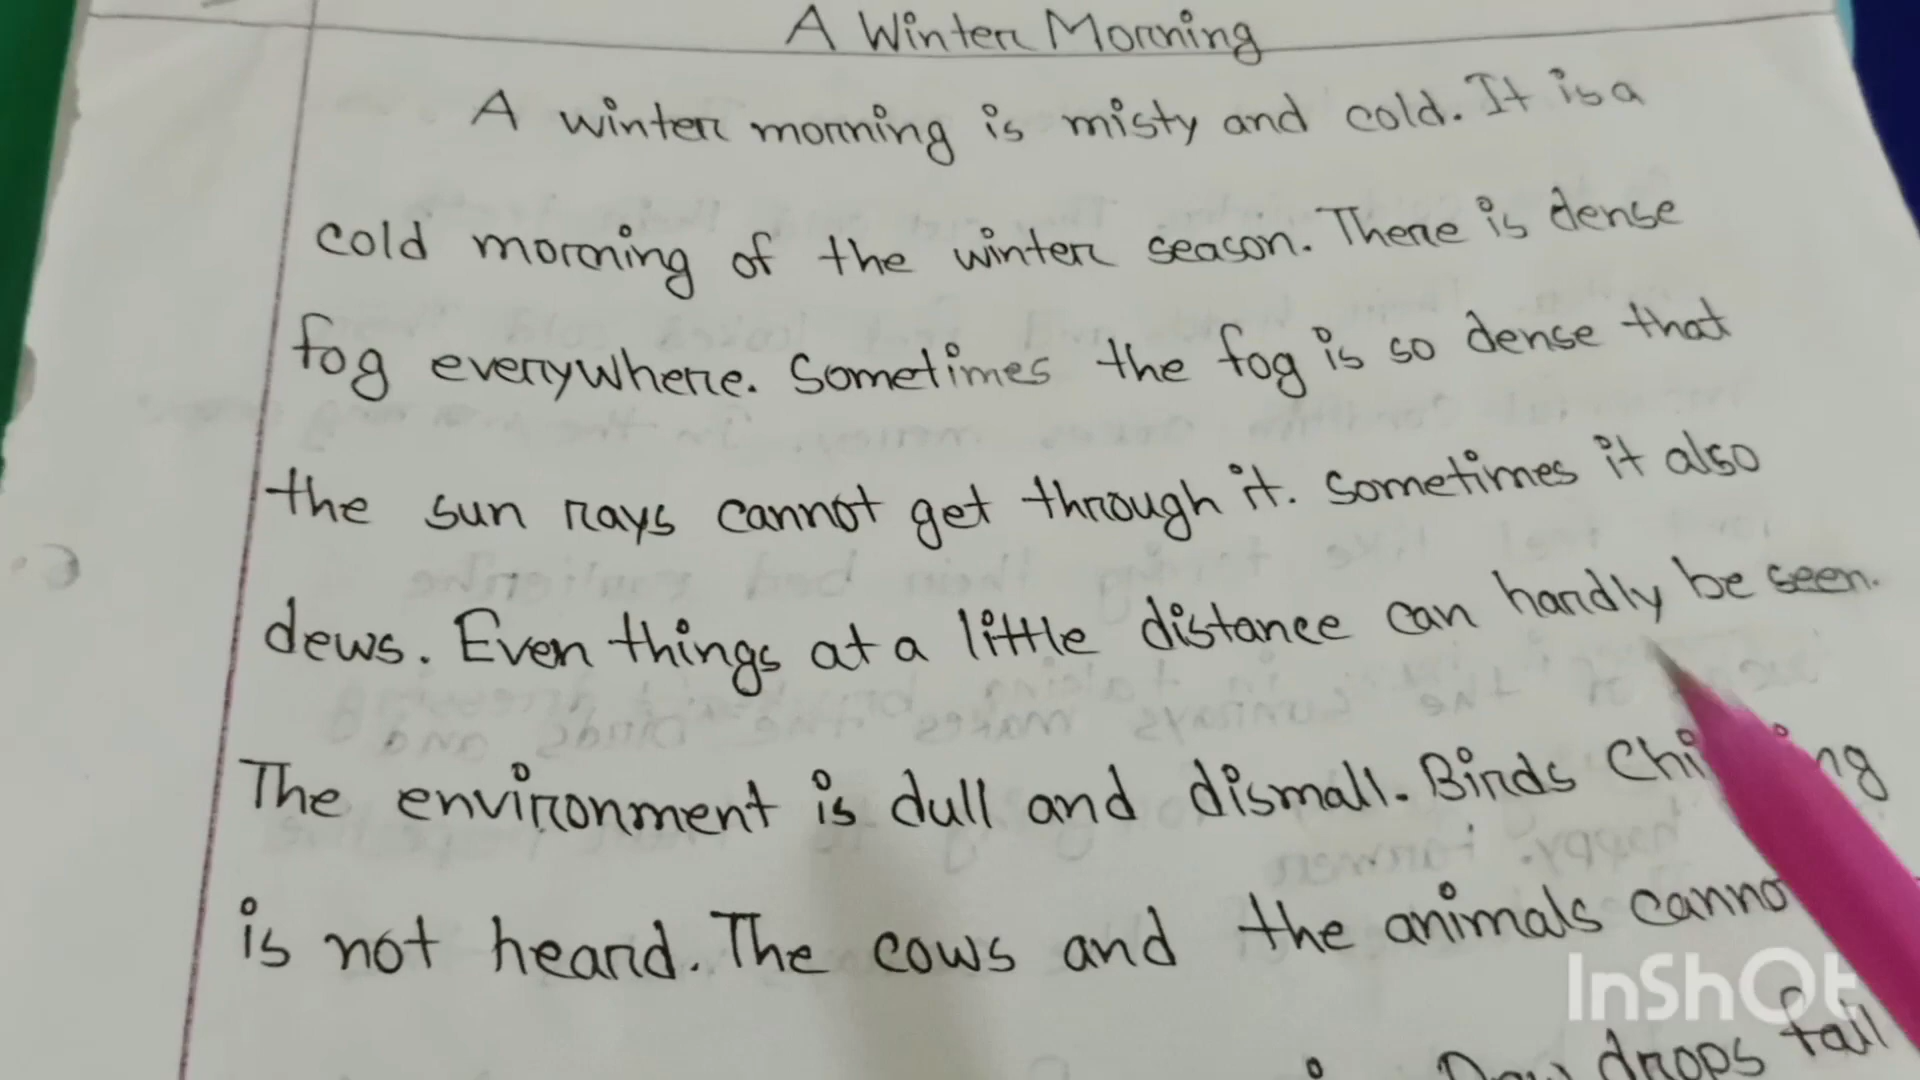 A Winter Morning
A winter morning is misty and cold. It is a
cold morning of the winter season. There is dense
fog everywhere. Sometimes the fog is so dense that
the sun rays cannot get through it. Sometimes it also
dews. Even things at a little distance can hardly be seen.
The environment is dull and dismall. Birds
is not heard. The cows and the animals
drops fall
InShOt